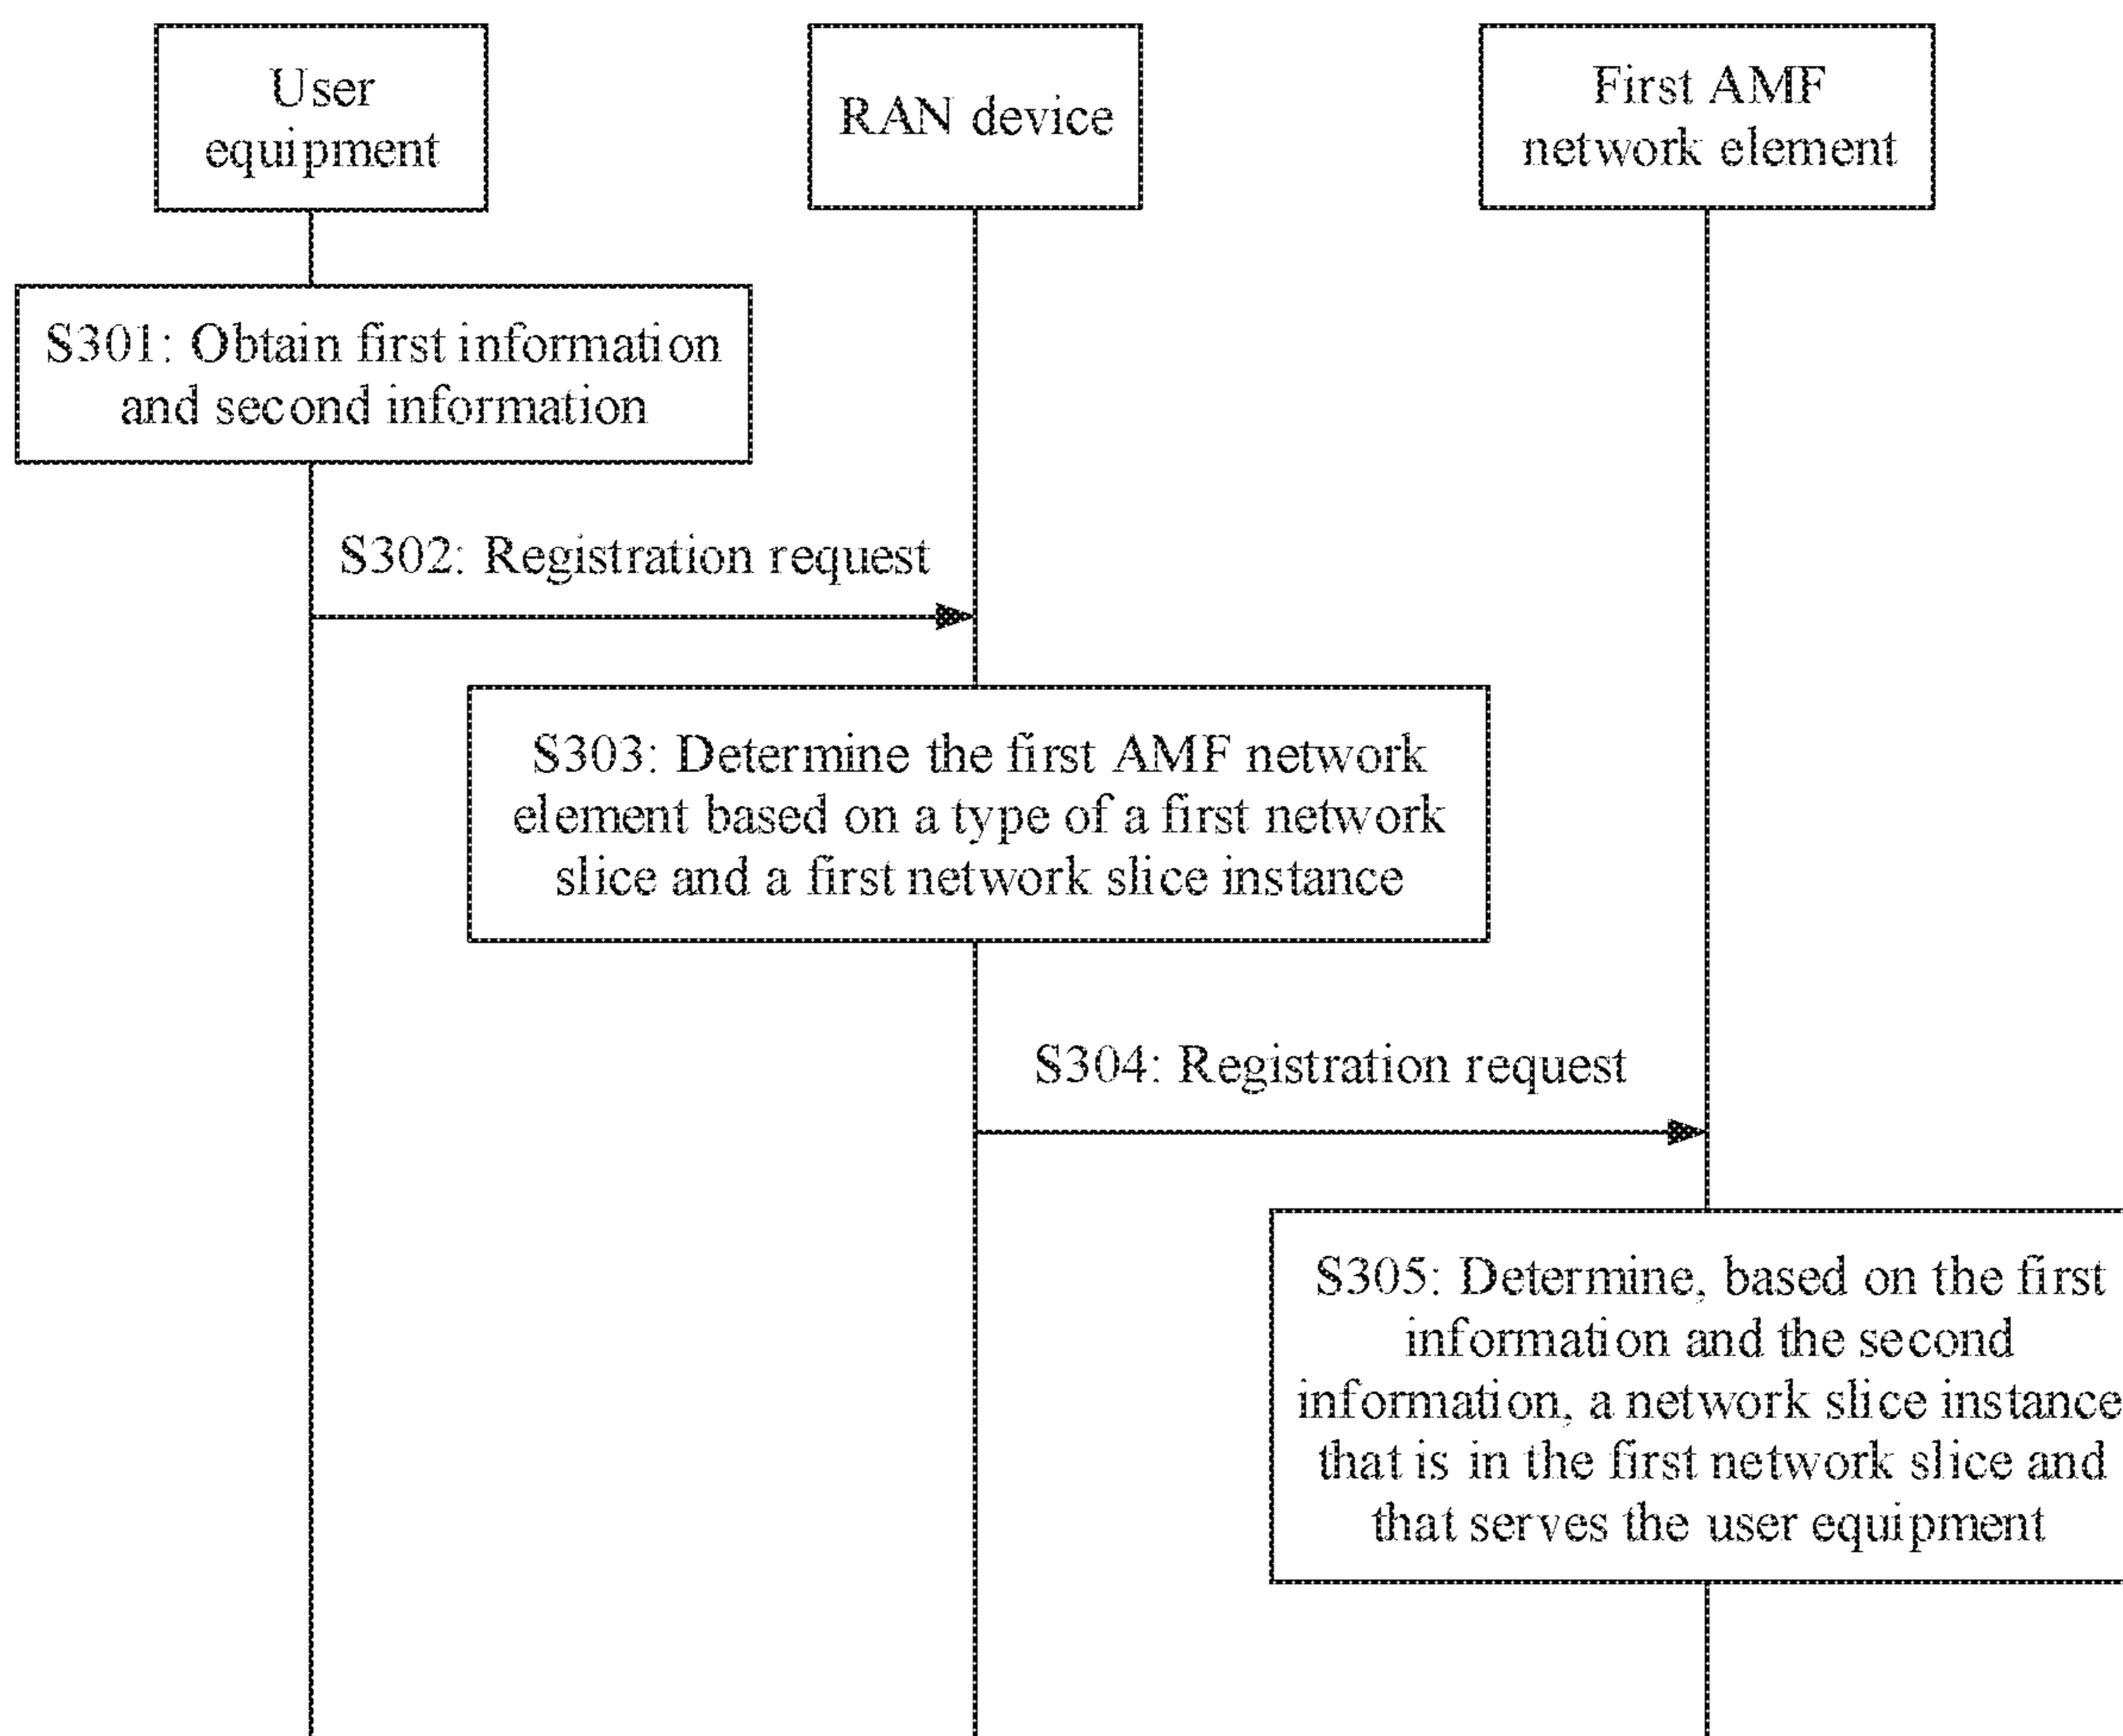 User
equipment
RAN device
First AMF
network element
S301: Obtain first information
and second information
S302: Registration request
S303: Determine the first AMF network
element based on a type of a first network
slice and a first network slice instance
S304: Registration request
S305: Determine, based on the first
information and the second
information, a network slice instance
that is in the first network slice and
that serves the user equipment